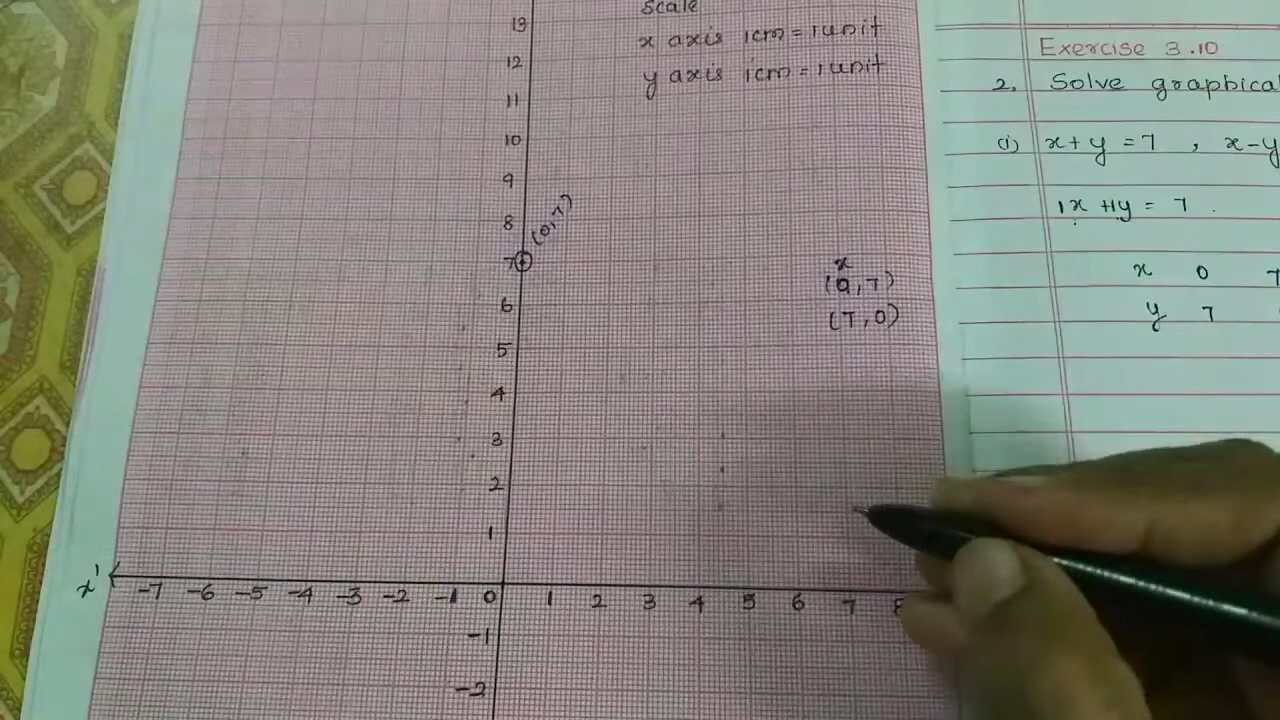 Scale
x axis 1cm = 1unit
y axis 1cm = 1unit
13
12
11
10
9
8
(0,7)
7
6
5
4
3
2
1
x'
-7 -6 -5 -4 -3 -2 -1 0 1 2 3 4 5 6 7 8
-1
-2
x
(0,7)
(7,0)
Exercise 3.10
2. Solve graphical
(i) x+y=7 , x-y
1x +1y = 7
x 0 7
y 7